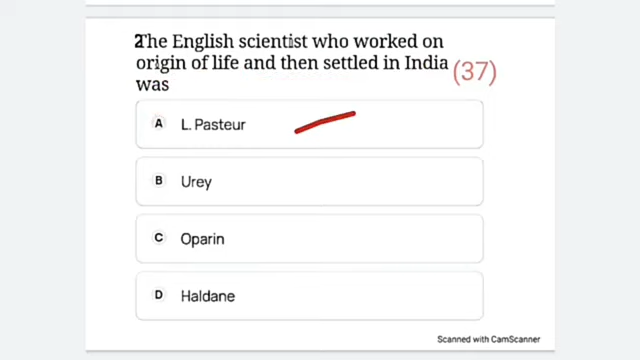 2The English scientist who worked on
origin of life and then settled in India (37)
was
A L. Pasteur
B Urey
C Oparin
D Haldane
Scanned with CamScanner